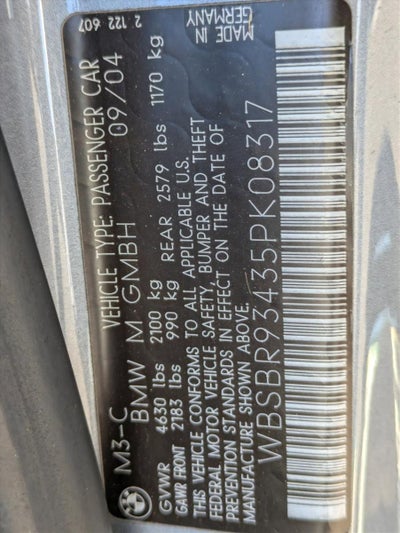 2 122 607
MADE IN
GERMANY
M3-C VEHICLE TYPE: PASSENGER CAR
BMW M GMBH 09/04
GVWR 4630 lbs 2100 kg
GAWR FRONT 2183 lbs 990 kg REAR 2579 lbs 1170 kg
THIS VEHICLE CONFORMS TO ALL APPLICABLE U.S.
FEDERAL MOTOR VEHICLE SAFETY, BUMPER AND THEFT
PREVENTION STANDARDS IN EFFECT ON THE DATE OF
MANUFACTURE SHOWN ABOVE.
WBSBR93435PK08317